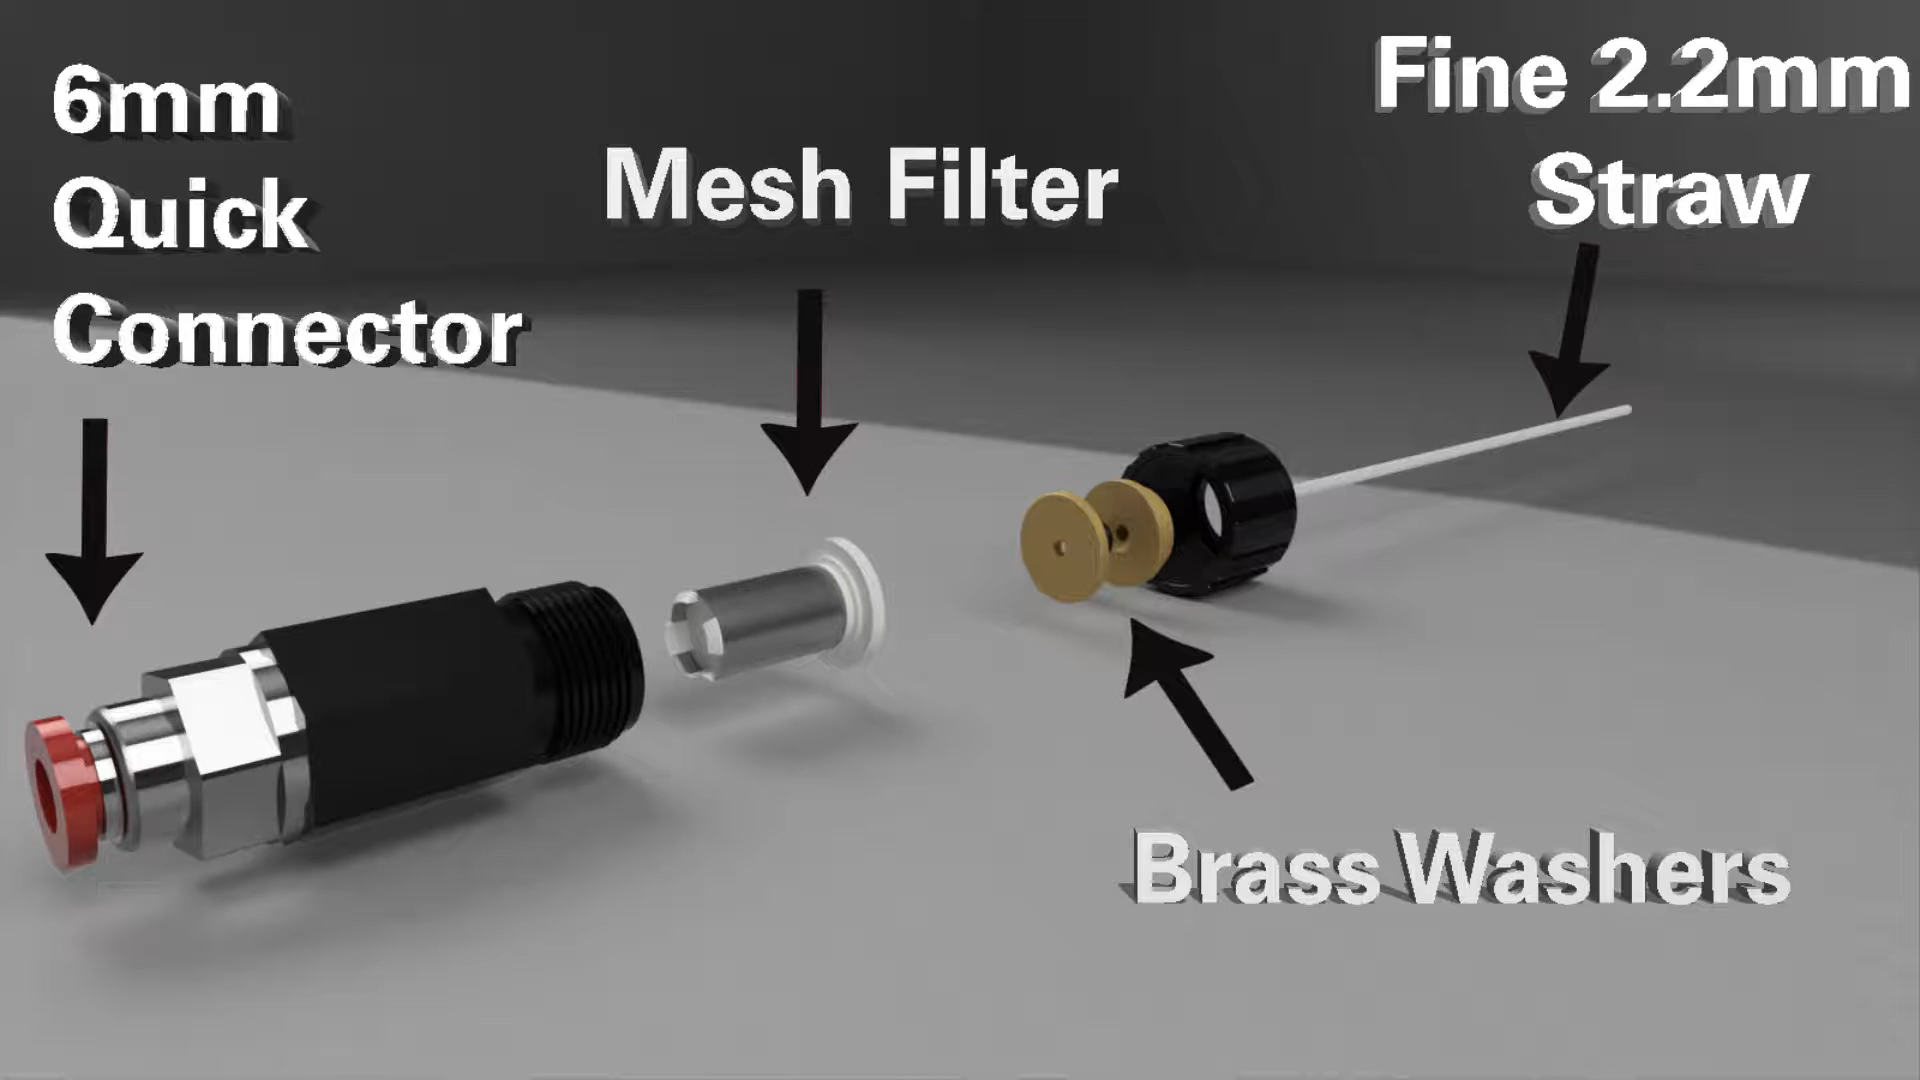 6mm
Quick
Connector
Mesh Filter
Fine 2.2mm
Straw
Brass Washers